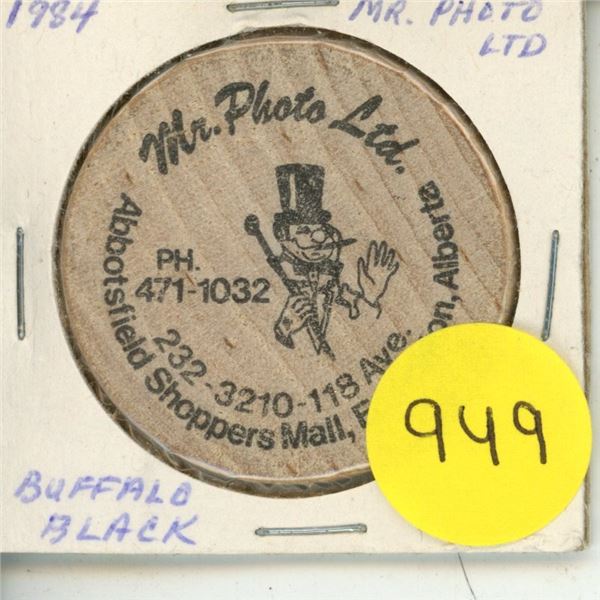 1984
MR. PHOTO
LTD
Mr. Photo Ltd.
PH.
471-1032
232-3210-118 Ave.
Abbotsfield Shoppers Mall, E on, Alberta
949
BUFFALO
BLACK